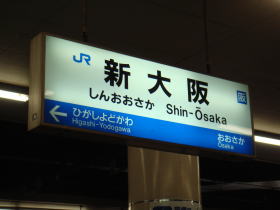 JR
新大阪
阪
しんおおさか Shin-Ōsaka
ひがしよどがわ
Higashi-Yodogawa
おおさか
Ōsaka